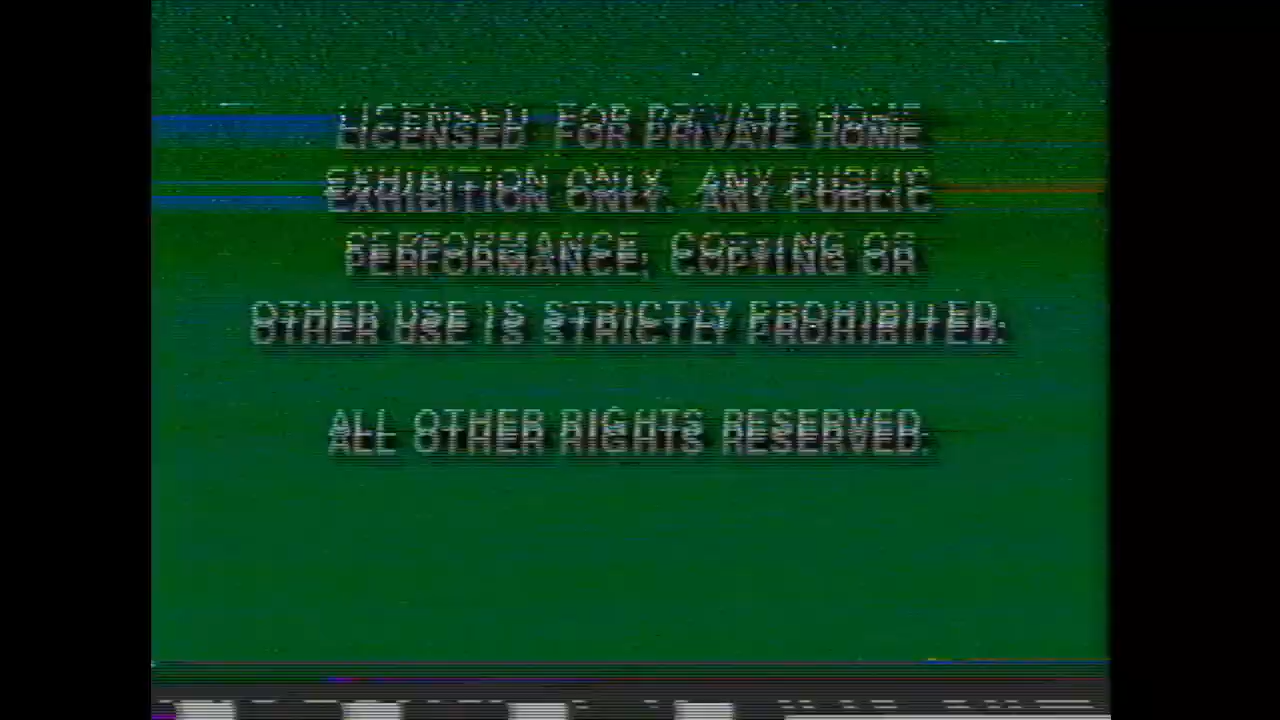 LICENSED FOR PRIVATE HOME
EXHIBITION ONLY. ANY PUBLIC
PERFORMANCE, COPYING OR
OTHER USE IS STRICTLY PROHIBITED.
ALL OTHER RIGHTS RESERVED.